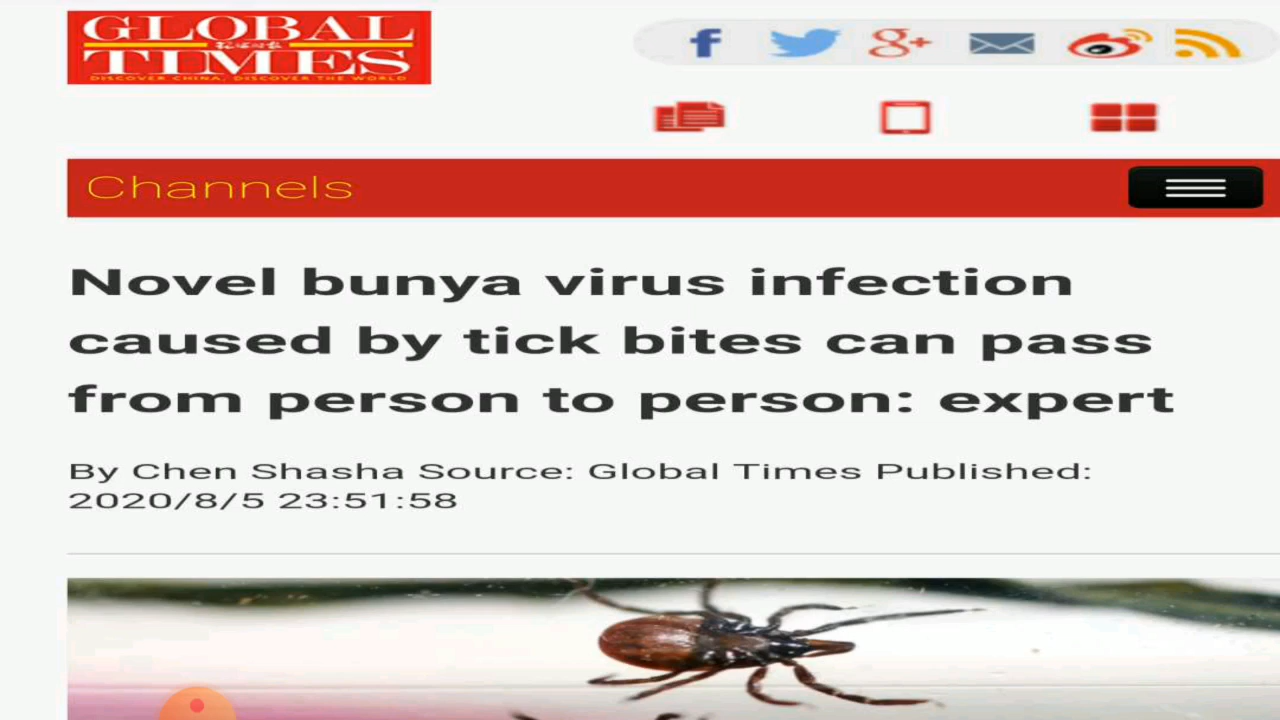 GLOBAL
TIMES
DISCOVER CHINA, DISCOVER THE WORLD
Channels
Novel bunya virus infection
caused by tick bites can pass
from person to person: expert
By Chen Shasha Source: Global Times Published:
2020/8/5 23:51:58